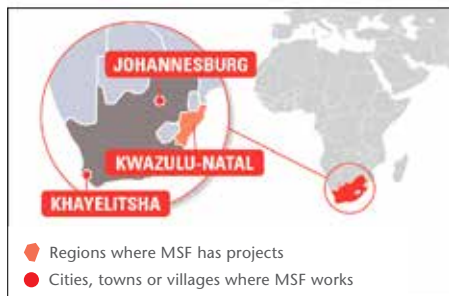 JOHANNESBURG
KWAZULU-NATAL
KHAYELITSHA
Regions where MSF has projects
Cities, towns or villages where MSF works